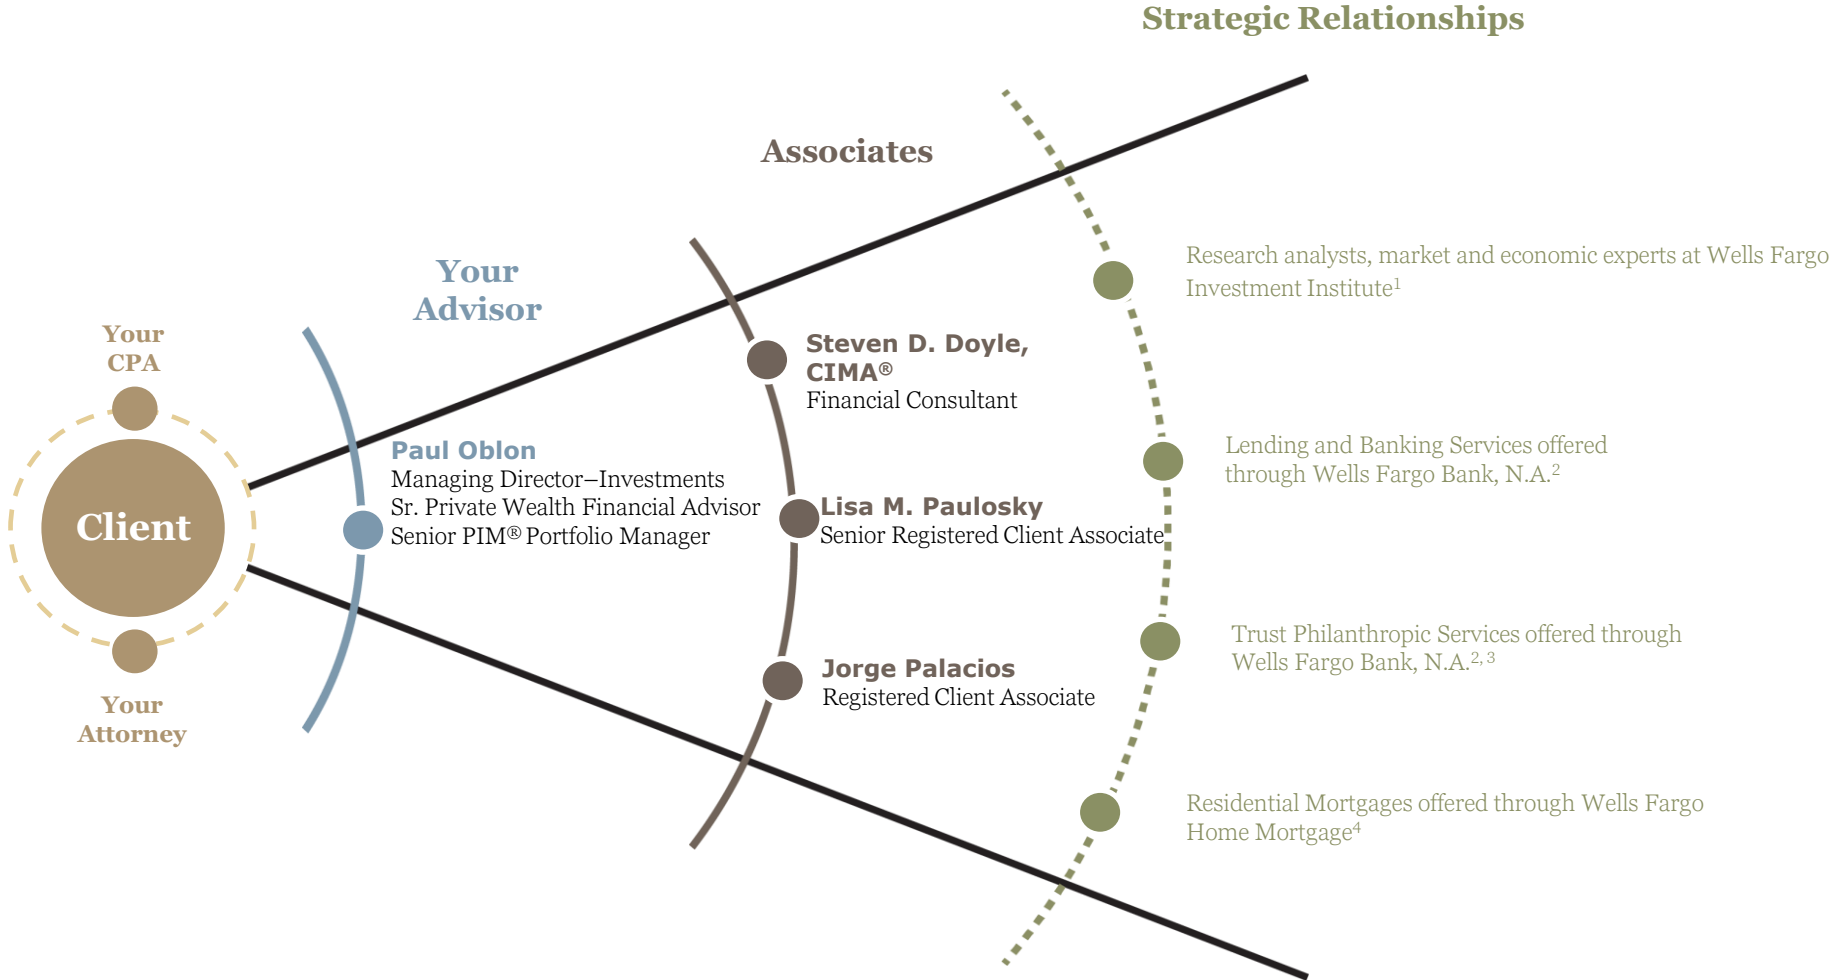 Strategic Relationships
Associates
Your
Advisor
Your
CPA
Client
Your
Attorney
Paul Oblon
Managing Director–Investments
Sr. Private Wealth Financial Advisor
Senior PIM® Portfolio Manager
Steven D. Doyle,
CIMA®
Financial Consultant
Lisa M. Paulosky
Senior Registered Client Associate
Jorge Palacios
Registered Client Associate
Research analysts, market and economic experts at Wells Fargo
Investment Institute¹
Lending and Banking Services offered
through Wells Fargo Bank, N.A.²
Trust Philanthropic Services offered through
Wells Fargo Bank, N.A.²,³
Residential Mortgages offered through Wells Fargo
Home Mortgage⁴